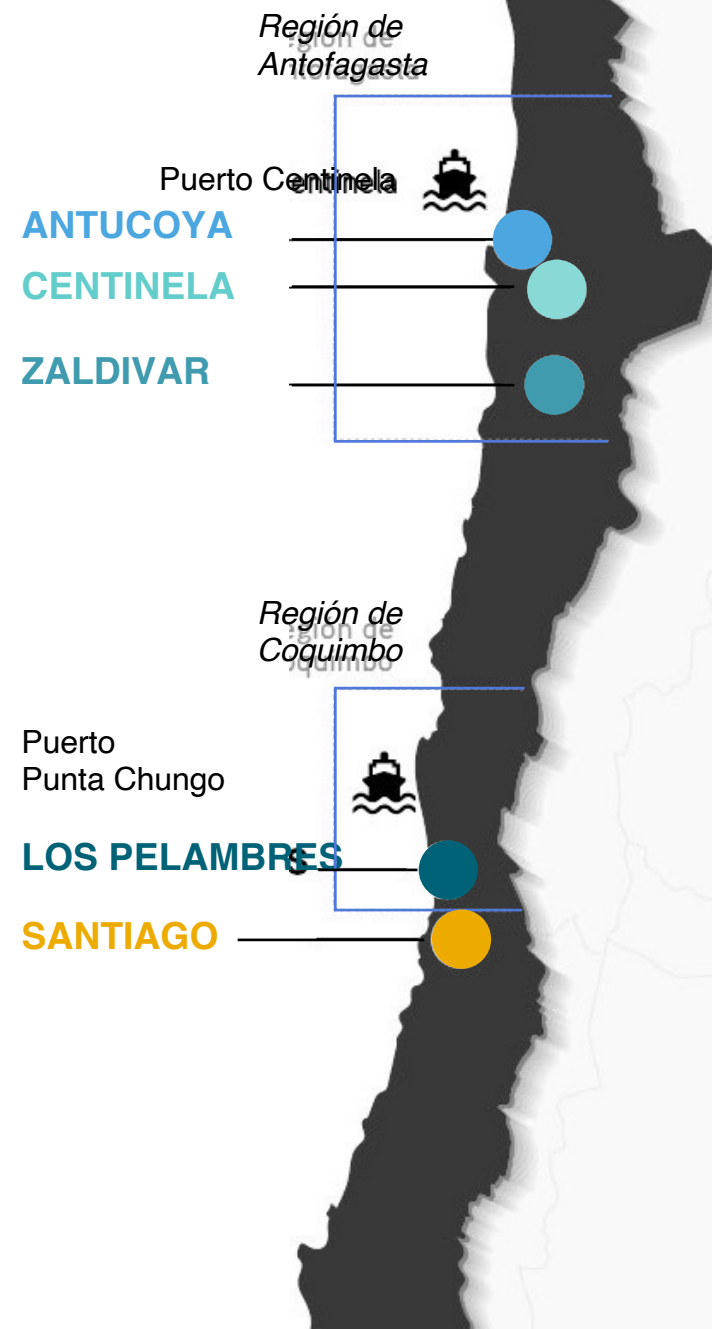 Región de
Antofagasta
Puerto Centinela
ANTUCOYA
CENTINELA
ZALDIVAR
Región de
Coquimbo
Puerto
Punta Chungo
LOS PELAMBRES
SANTIAGO